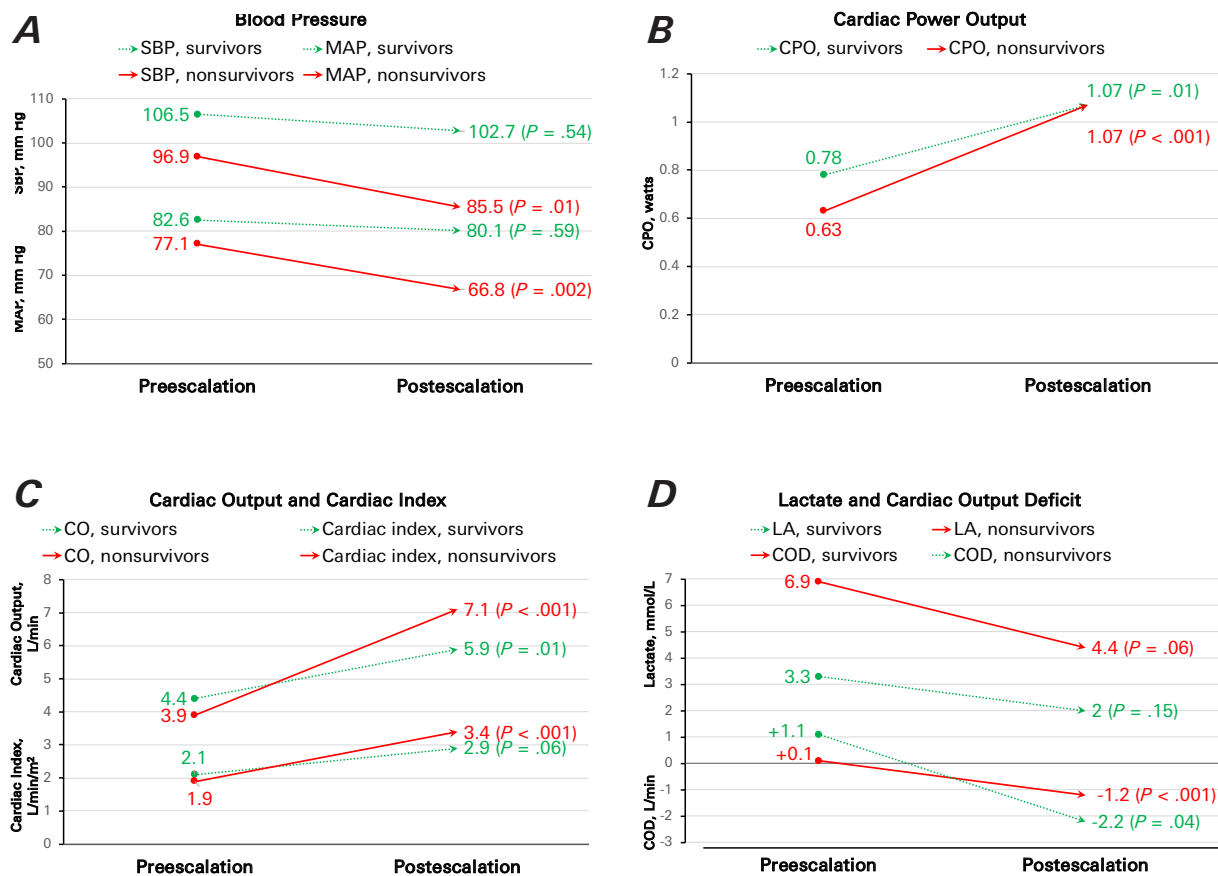 A
Blood Pressure
SBP, survivors MAP, survivors
SBP, nonsurvivors MAP, nonsurvivors
SBP, mm Hg
MAP, mm Hg
110
100
90
80
70
60
50
106.5
96.9
82.6
77.1
102.7 (P = .54)
85.5 (P = .01)
80.1 (P = .59)
66.8 (P = .002)
Preescalation Postescalation
B
Cardiac Power Output
CPO, survivors CPO, nonsurvivors
CPO, watts
1.2
1
0.8
0.6
0.4
0.2
0
0.78
0.63
1.07 (P = .01)
1.07 (P < .001)
Preescalation Postescalation
C
Cardiac Output and Cardiac Index
CO, survivors Cardiac index, survivors
CO, nonsurvivors Cardiac index, nonsurvivors
Cardiac Output,
L/min
Cardiac Index,
L/min/m²
8
7
6
5
4
3
2
1
0
4.4
3.9
2.1
1.9
7.1 (P < .001)
5.9 (P = .01)
3.4 (P < .001)
2.9 (P = .06)
Preescalation Postescalation
D
Lactate and Cardiac Output Deficit
LA, survivors LA, nonsurvivors
COD, survivors COD, nonsurvivors
Lactate, mmol/L
COD, L/min
7
6
5
4
3
2
1
0
-1
-2
-3
6.9
3.3
+1.1
+0.1
4.4 (P = .06)
2 (P = .15)
-1.2 (P < .001)
-2.2 (P = .04)
Preescalation Postescalation